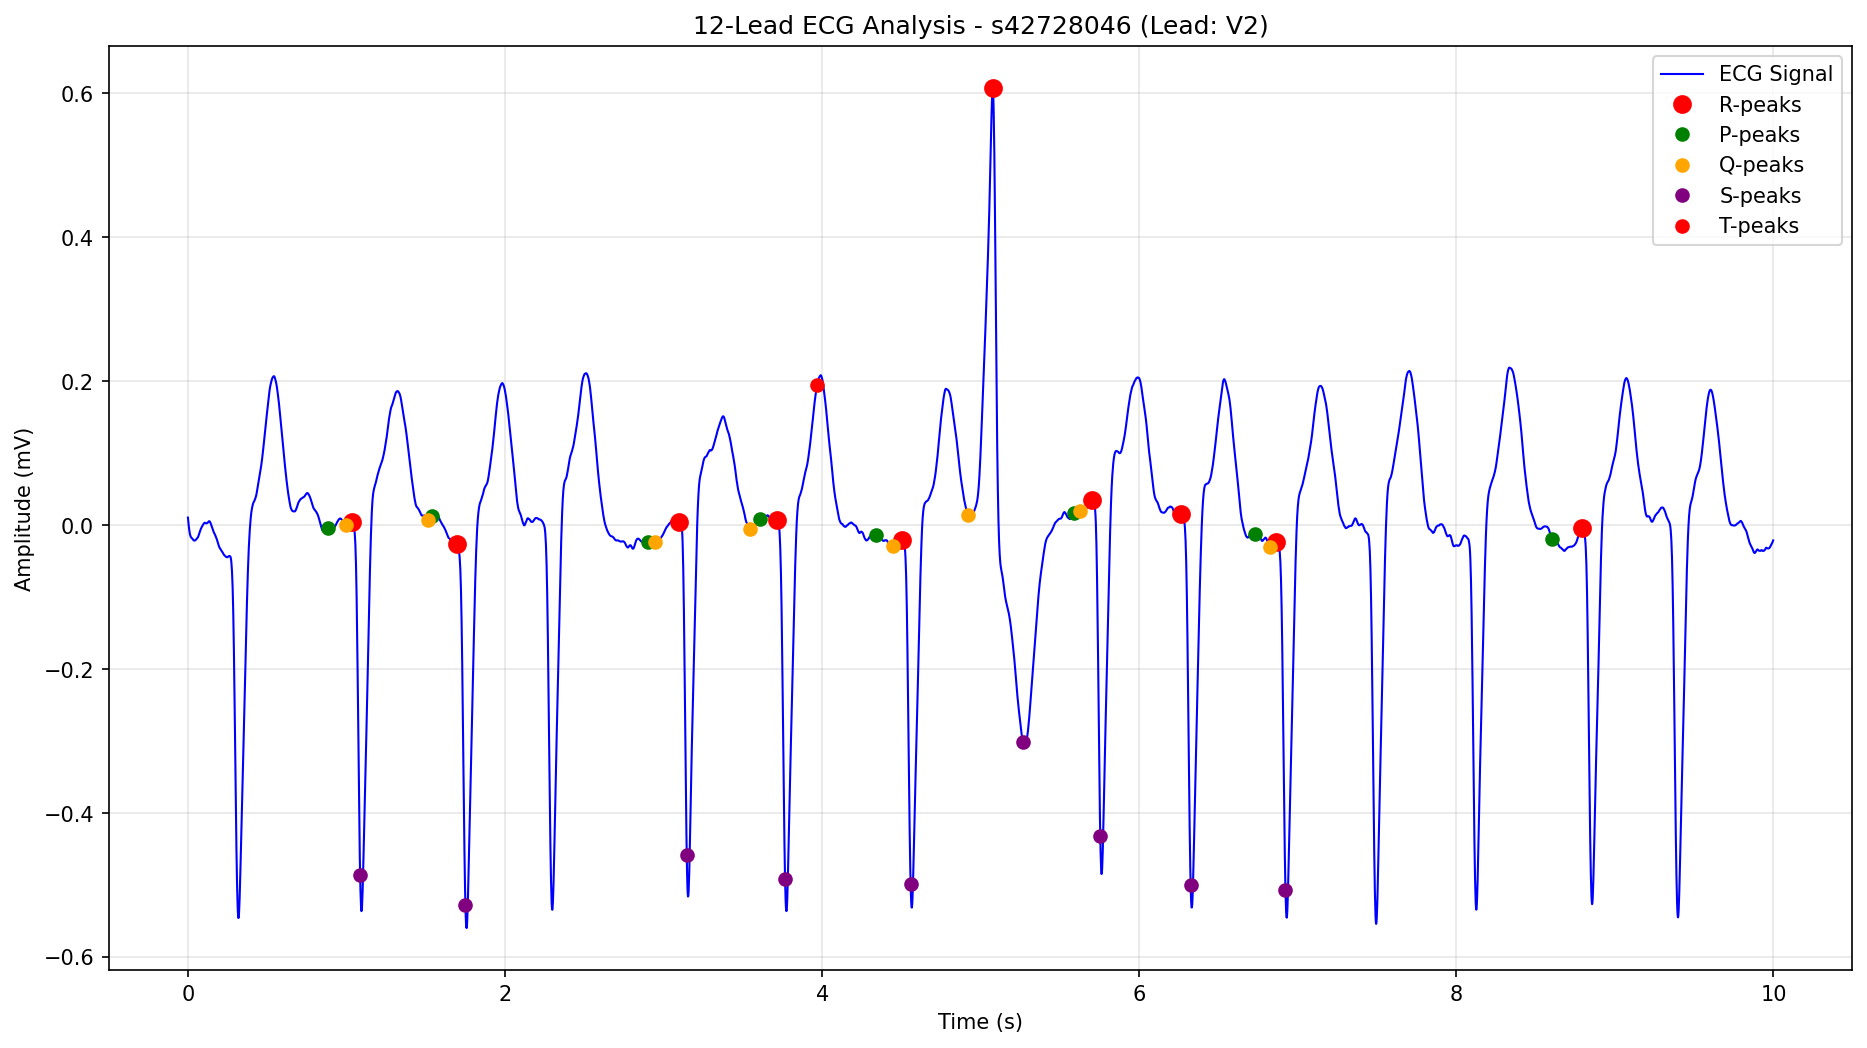 12-Lead ECG Analysis - s42728046 (Lead: V2)
ECG Signal
R-peaks
P-peaks
Q-peaks
S-peaks
T-peaks
Amplitude (mV)
0.6
0.4
0.2
0.0
−0.2
−0.4
−0.6
0 2 4 6 8 10
Time (s)